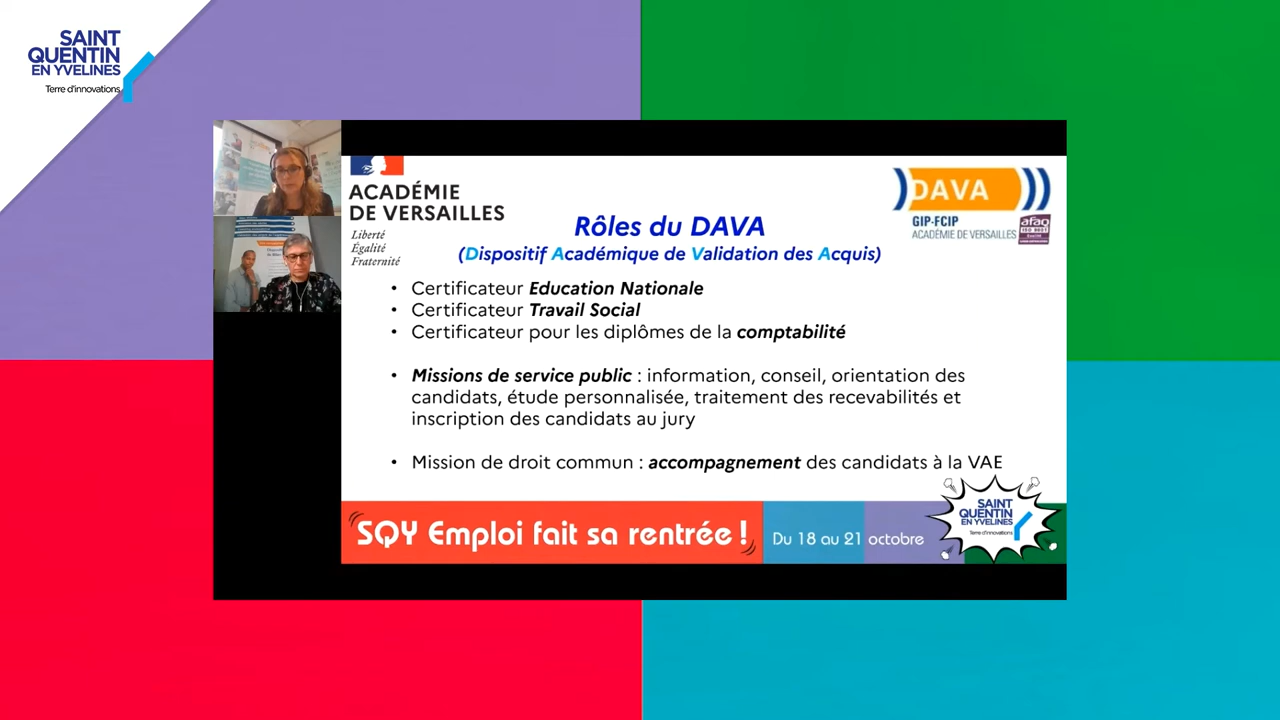 SAINT
QUENTIN
EN YVELINES
Terre d'innovations
ACADÉMIE
DE VERSAILLES
Liberté
Égalité
Fraternité
DAVA
GIP-FCIP
ACADÉMIE DE VERSAILLES
afaq
ISO 9001
Rôles du DAVA
(Dispositif Académique de Validation des Acquis)
• Certificateur Education Nationale
• Certificateur Travail Social
• Certificateur pour les diplômes de la comptabilité
• Missions de service public : information, conseil, orientation des
candidats, étude personnalisée, traitement des recevabilités et
inscription des candidats au jury
• Mission de droit commun : accompagnement des candidats à la VAE
SQY Emploi fait sa rentrée !
Du 18 au 21 octobre
SAINT
QUENTIN
EN YVELINES
Terre d'innovations